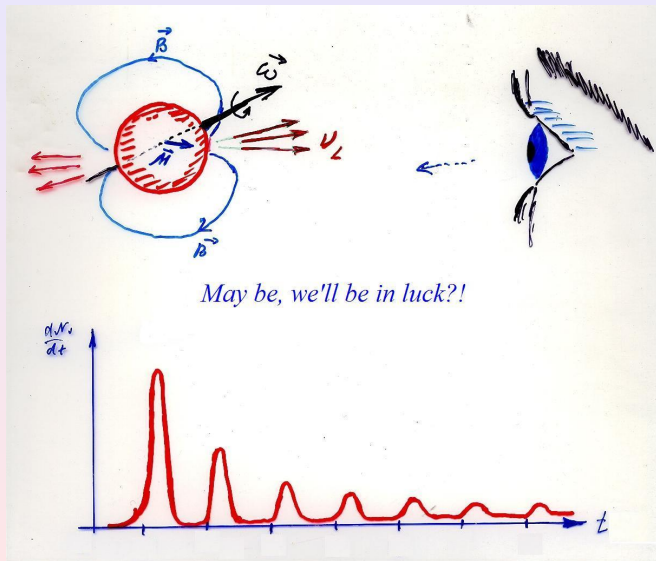 B⃗
ω⃗
M⃗
ν_L
B⃗
May be, we'll be in luck?!
dN_ν
dt
t